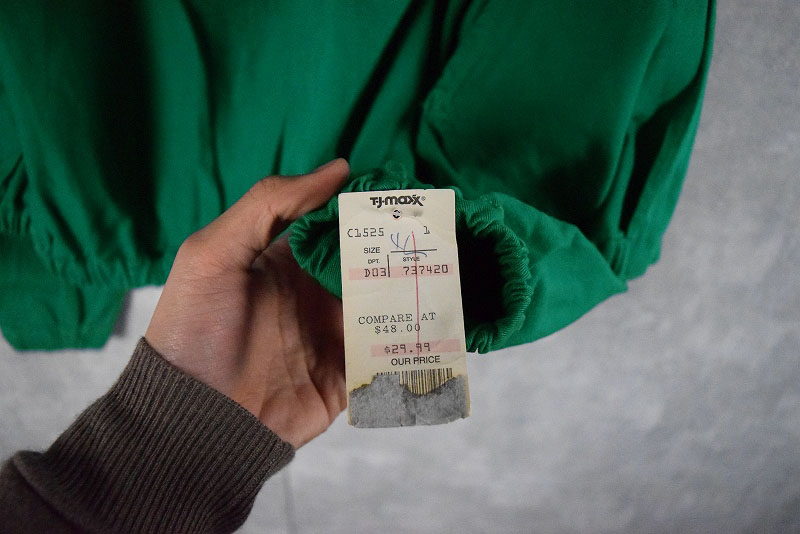 T·J·maxx®
C1525 1
SIZE
DPT. STYLE
D03 737420
COMPARE AT
$48.00
$29.99
OUR PRICE